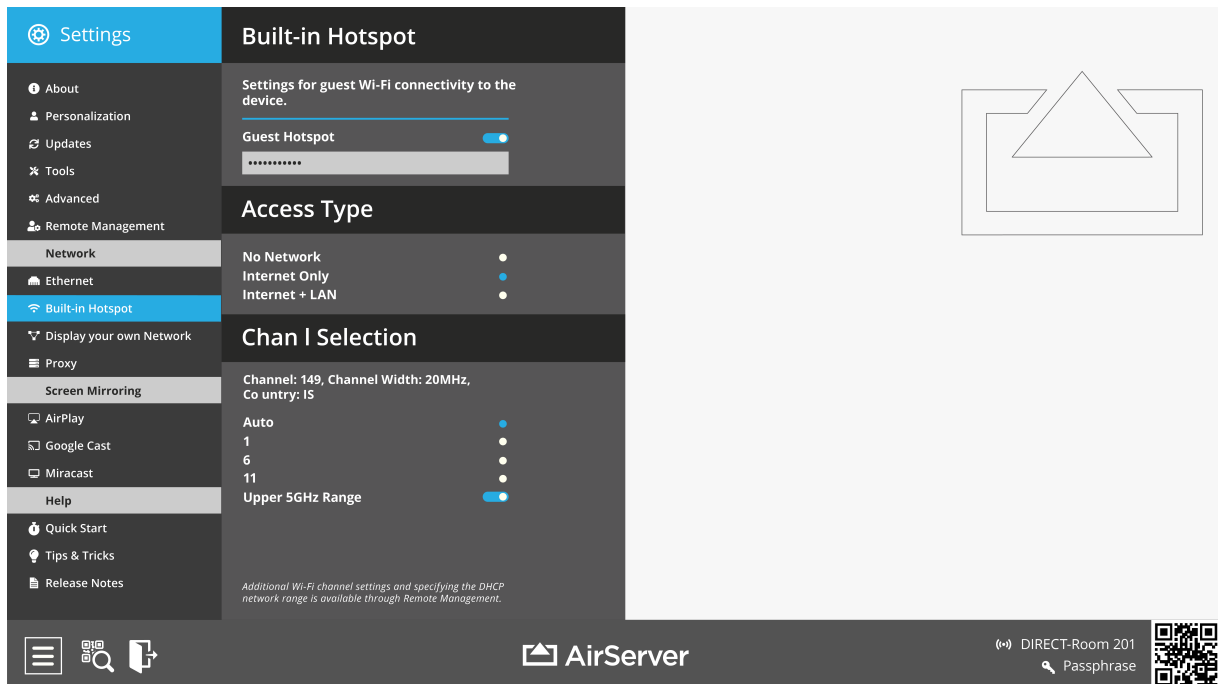 Settings
About
Personalization
Updates
Tools
Advanced
Remote Management
Network
Ethernet
Built-in Hotspot
Display your own Network
Proxy
Screen Mirroring
AirPlay
Google Cast
Miracast
Help
Quick Start
Tips & Tricks
Release Notes
Built-in Hotspot
Settings for guest Wi-Fi connectivity to the
device.
Guest Hotspot
•••••••••••
Access Type
No Network
Internet Only
Internet + LAN
Chan l Selection
Channel: 149, Channel Width: 20MHz,
Co untry: IS
Auto
1
6
11
Upper 5GHz Range
Additional Wi-Fi channel settings and specifying the DHCP
network range is available through Remote Management.
AirServer
DIRECT-Room 201
Passphrase